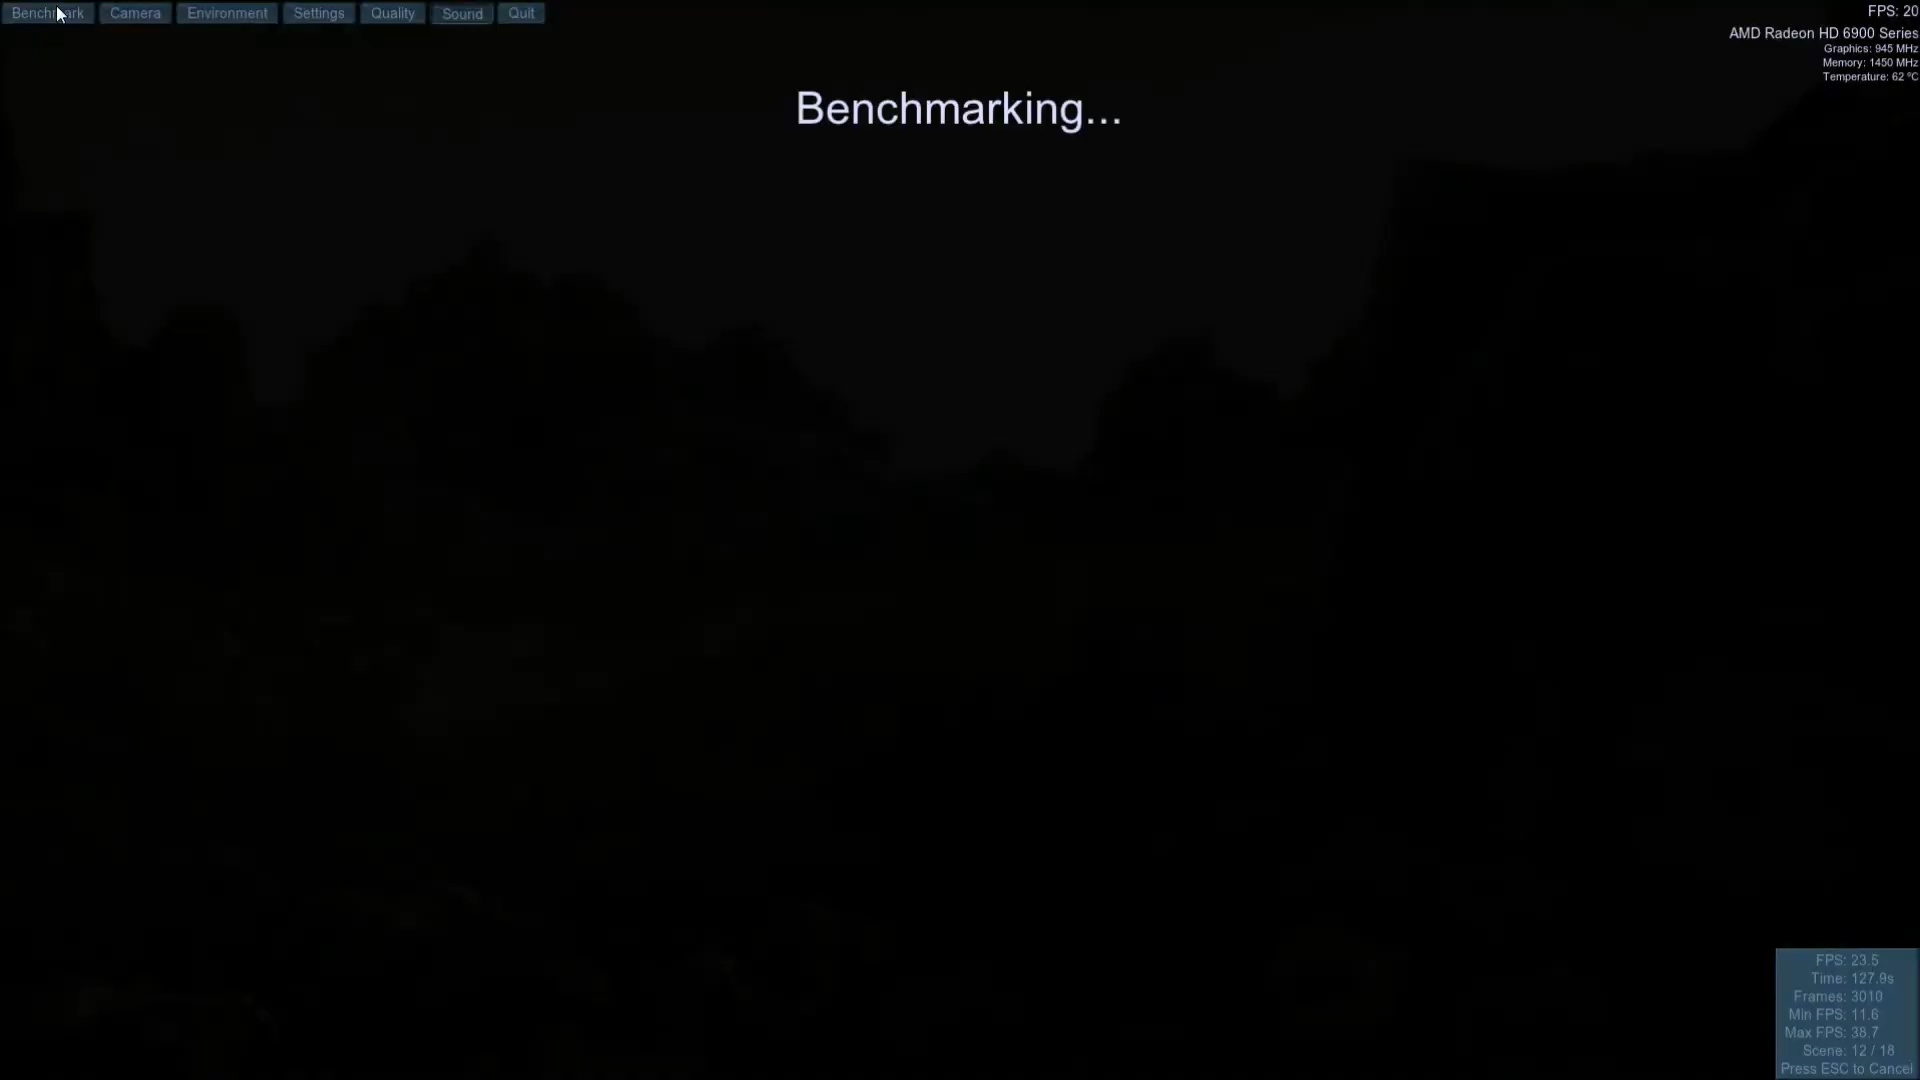 Benchmark Camera Environment Settings Quality Sound Quit
FPS: 20
AMD Radeon HD 6900 Series
Graphics: 945 MHz
Memory: 1450 MHz
Temperature: 62 °C
Benchmarking...
FPS: 23.5
Time: 127.9s
Frames: 3010
Min FPS: 11.6
Max FPS: 38.7
Scene: 12 / 18
Press ESC to Cancel